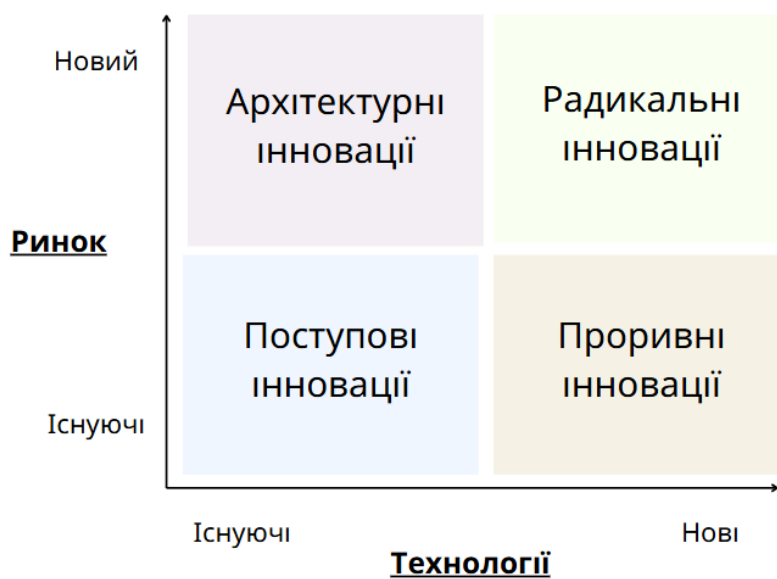 Новий
Архітектурні
інновації
Радикальні
інновації
Ринок
Поступові
інновації
Проривні
інновації
Існуючі
Існуючі
Нові
Технології